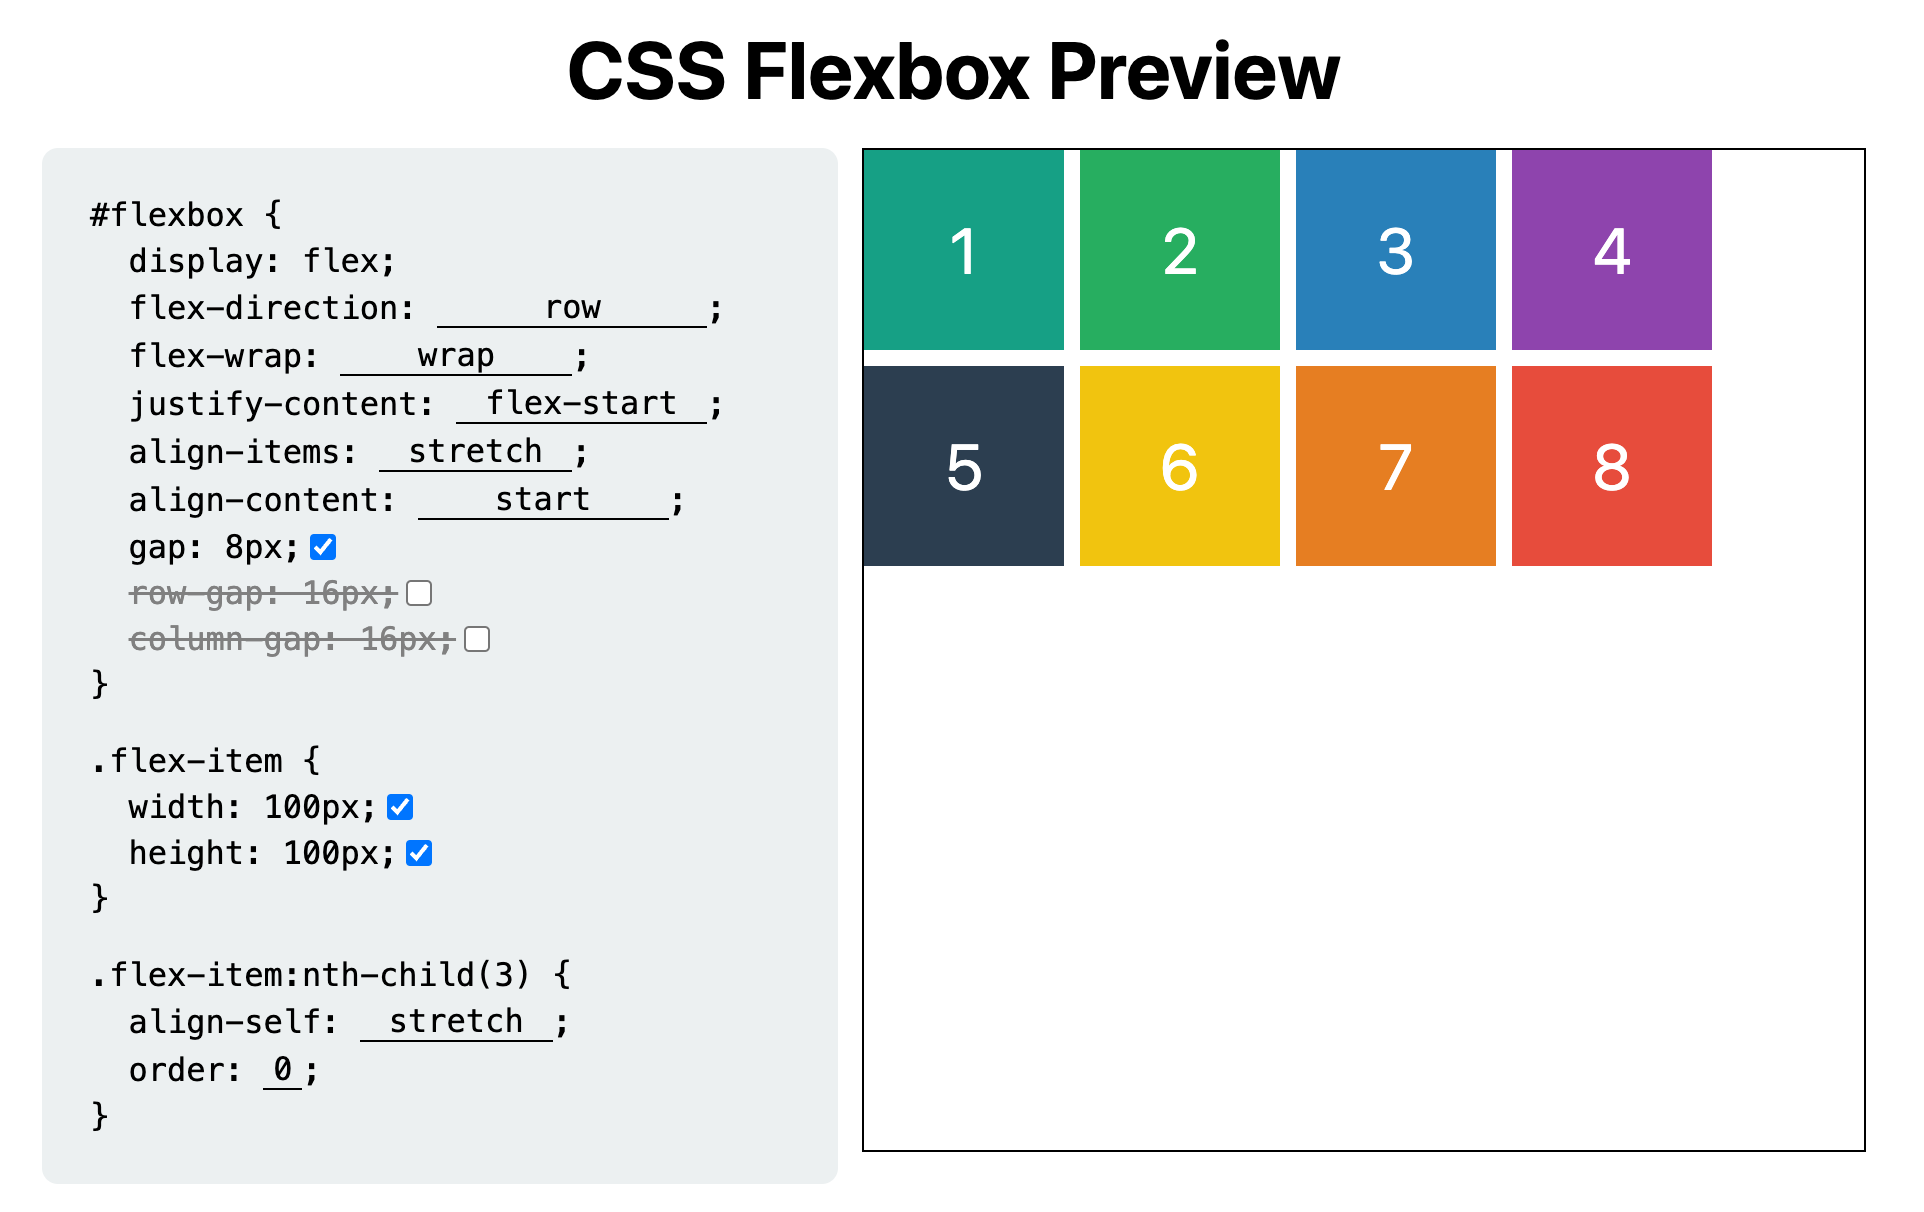 CSS Flexbox Preview
#flexbox {
display: flex;
flex-direction: row;
flex-wrap: wrap;
justify-content: flex-start;
align-items: stretch;
align-content: start;
gap: 8px;
row-gap: 16px;
column-gap: 16px;
}
.flex-item {
width: 100px;
height: 100px;
}
.flex-item:nth-child(3) {
align-self: stretch;
order: 0;
}
1 2 3 4
5 6 7 8